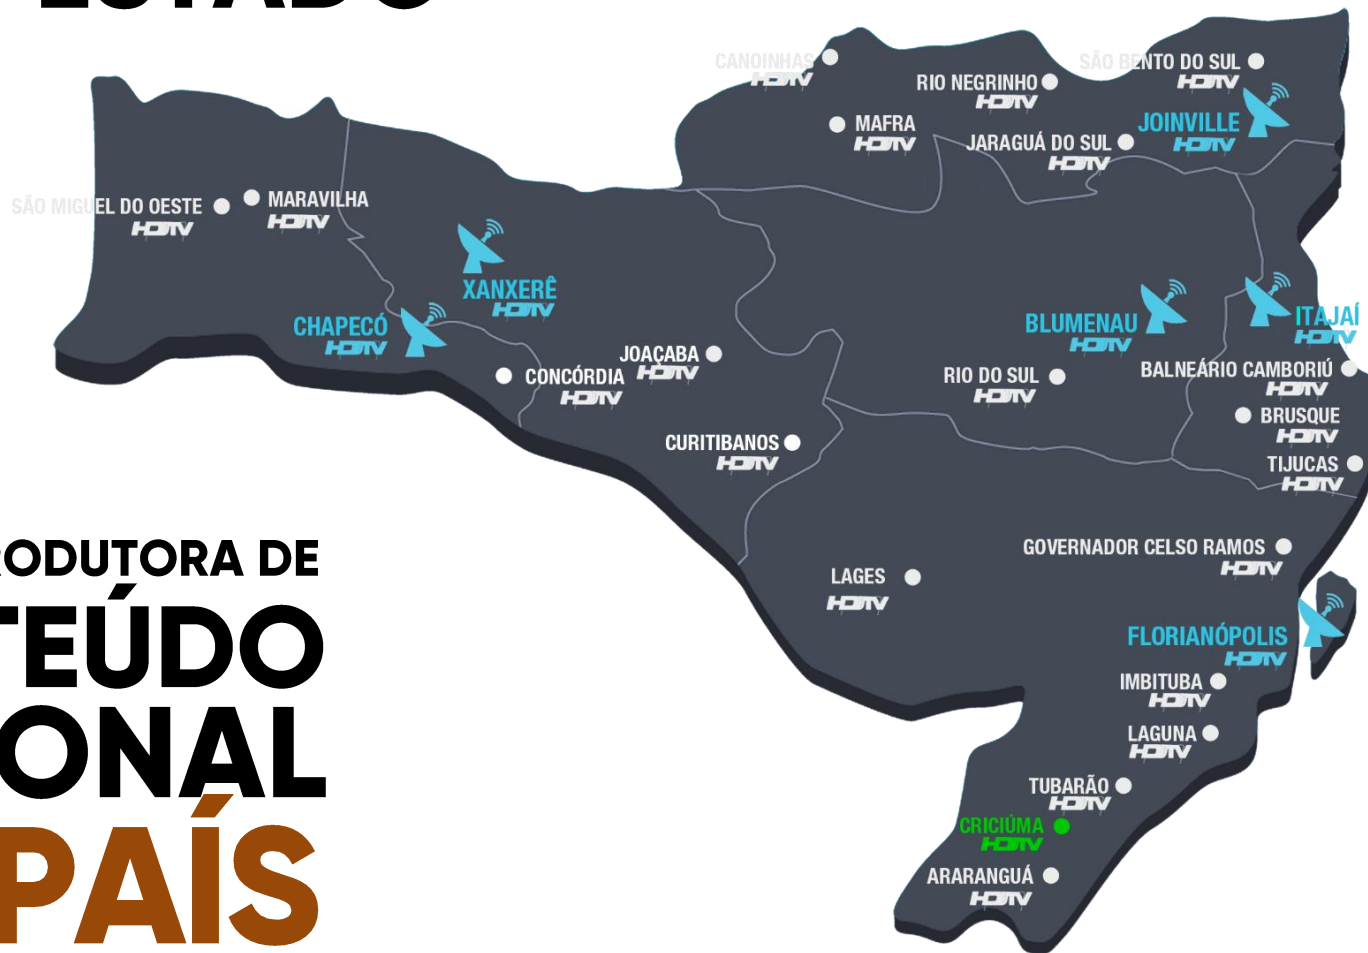 ESTADO
CANOINHAS
HDTV
RIO NEGRINHO
HDTV
SÃO BENTO DO SUL
HDTV
MAFRA
HDTV
JOINVILLE
HDTV
JARAGUÁ DO SUL
HDTV
SÃO MIGUEL DO OESTE
HDTV
MARAVILHA
HDTV
XANXERÊ
HDTV
CHAPECÓ
HDTV
BLUMENAU
HDTV
ITAJAÍ
HDTV
JOAÇABA
HDTV
CONCÓRDIA
HDTV
RIO DO SUL
HDTV
BALNEÁRIO CAMBORIÚ
HDTV
BRUSQUE
HDTV
CURITIBANOS
HDTV
TIJUCAS
HDTV
GOVERNADOR CELSO RAMOS
HDTV
LAGES
HDTV
FLORIANÓPOLIS
HDTV
IMBITUBA
HDTV
LAGUNA
HDTV
TUBARÃO
HDTV
CRICIÚMA
HDTV
ARARANGUÁ
HDTV
RODUTORA DE
TEÚDO
ONAL
PAÍS